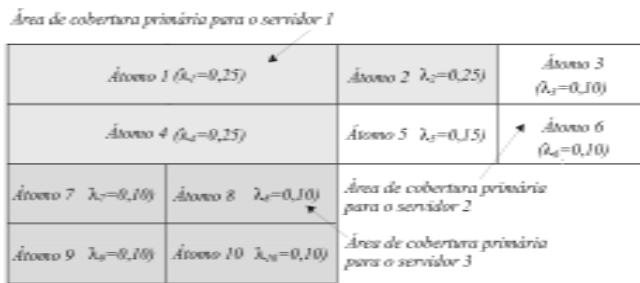 Área de cobertura primária para o servidor 1
Átomo 1 (λ₁=0,25)
Átomo 2 λ₂=0,25)
Átomo 3
(λ₃=0,10)
Átomo 4 (λ₄=0,25)
Átomo 5 λ₅=0,15)
Átomo 6
(λ₆=0,10)
Átomo 7 λ₇=0,10)
Átomo 8 λ₈=0,10)
Área de cobertura primária
para o servidor 2
Átomo 9 λ₉=0,10)
Átomo 10 λ₁₀=0,10)
Área de cobertura primária
para o servidor 3